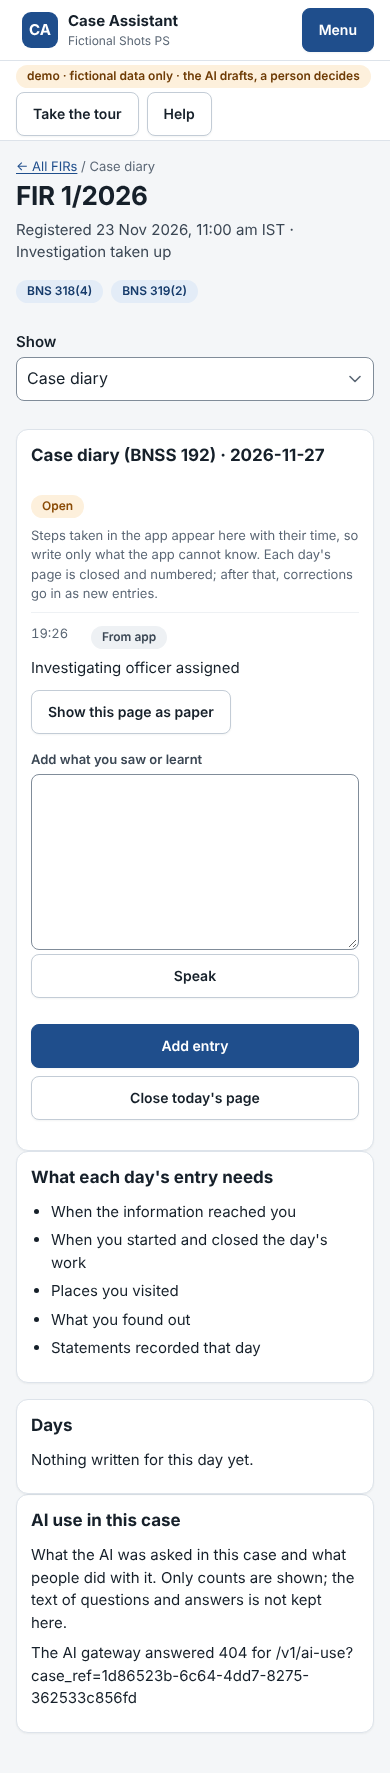 CA
Case Assistant
Fictional Shots PS
Menu
demo · fictional data only · the AI drafts, a person decides
Take the tour
Help
← All FIRs / Case diary
FIR 1/2026
Registered 23 Nov 2026, 11:00 am IST ·
Investigation taken up
BNS 318(4)
BNS 319(2)
Show
Case diary
Case diary (BNSS 192) · 2026-11-27
Open
Steps taken in the app appear here with their time, so
write only what the app cannot know. Each day's
page is closed and numbered; after that, corrections
go in as new entries.
19:26
From app
Investigating officer assigned
Show this page as paper
Add what you saw or learnt
Speak
Add entry
Close today's page
What each day's entry needs
• When the information reached you
• When you started and closed the day's
work
• Places you visited
• What you found out
• Statements recorded that day
Days
Nothing written for this day yet.
AI use in this case
What the AI was asked in this case and what
people did with it. Only counts are shown; the
text of questions and answers is not kept
here.
The AI gateway answered 404 for /v1/ai-use?
case_ref=1d86523b-6c64-4dd7-8275-
362533c856fd